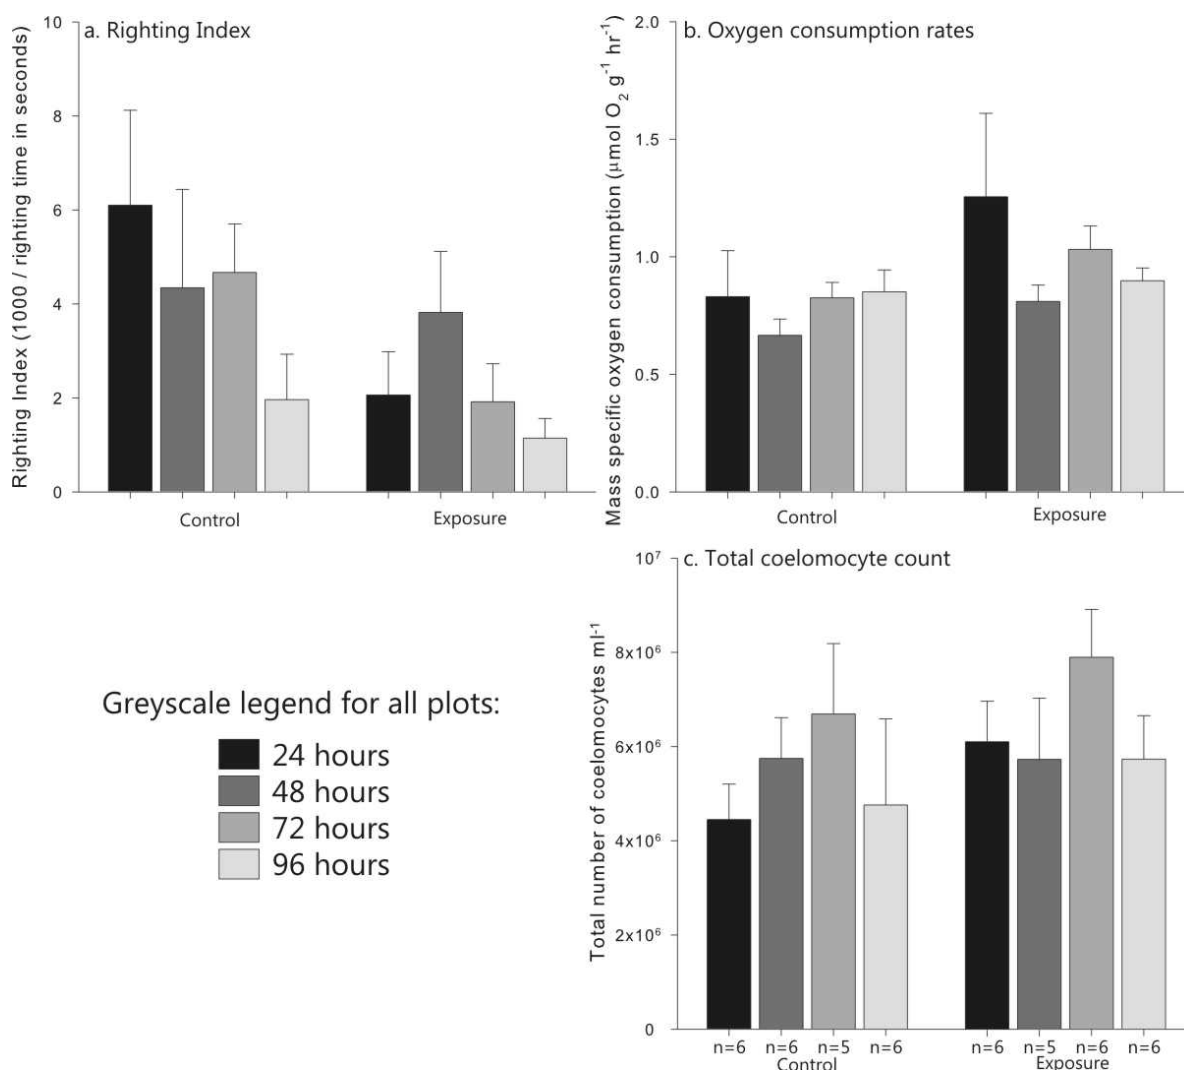 a. Righting Index
Righting Index (1000 / righting time in seconds)
10
8
6
4
2
0
Control
Exposure
b. Oxygen consumption rates
Mass specific oxygen consumption (μmol O₂ g⁻¹ hr⁻¹)
2.0
1.5
1.0
0.5
0.0
Control
Exposure
Greyscale legend for all plots:
24 hours
48 hours
72 hours
96 hours
c. Total coelomocyte count
Total number of coelomocytes ml⁻¹
10⁷
8x10⁶
6x10⁶
4x10⁶
2x10⁶
0
n=6 n=6 n=5 n=6 n=6 n=5 n=6 n=6
Control
Exposure